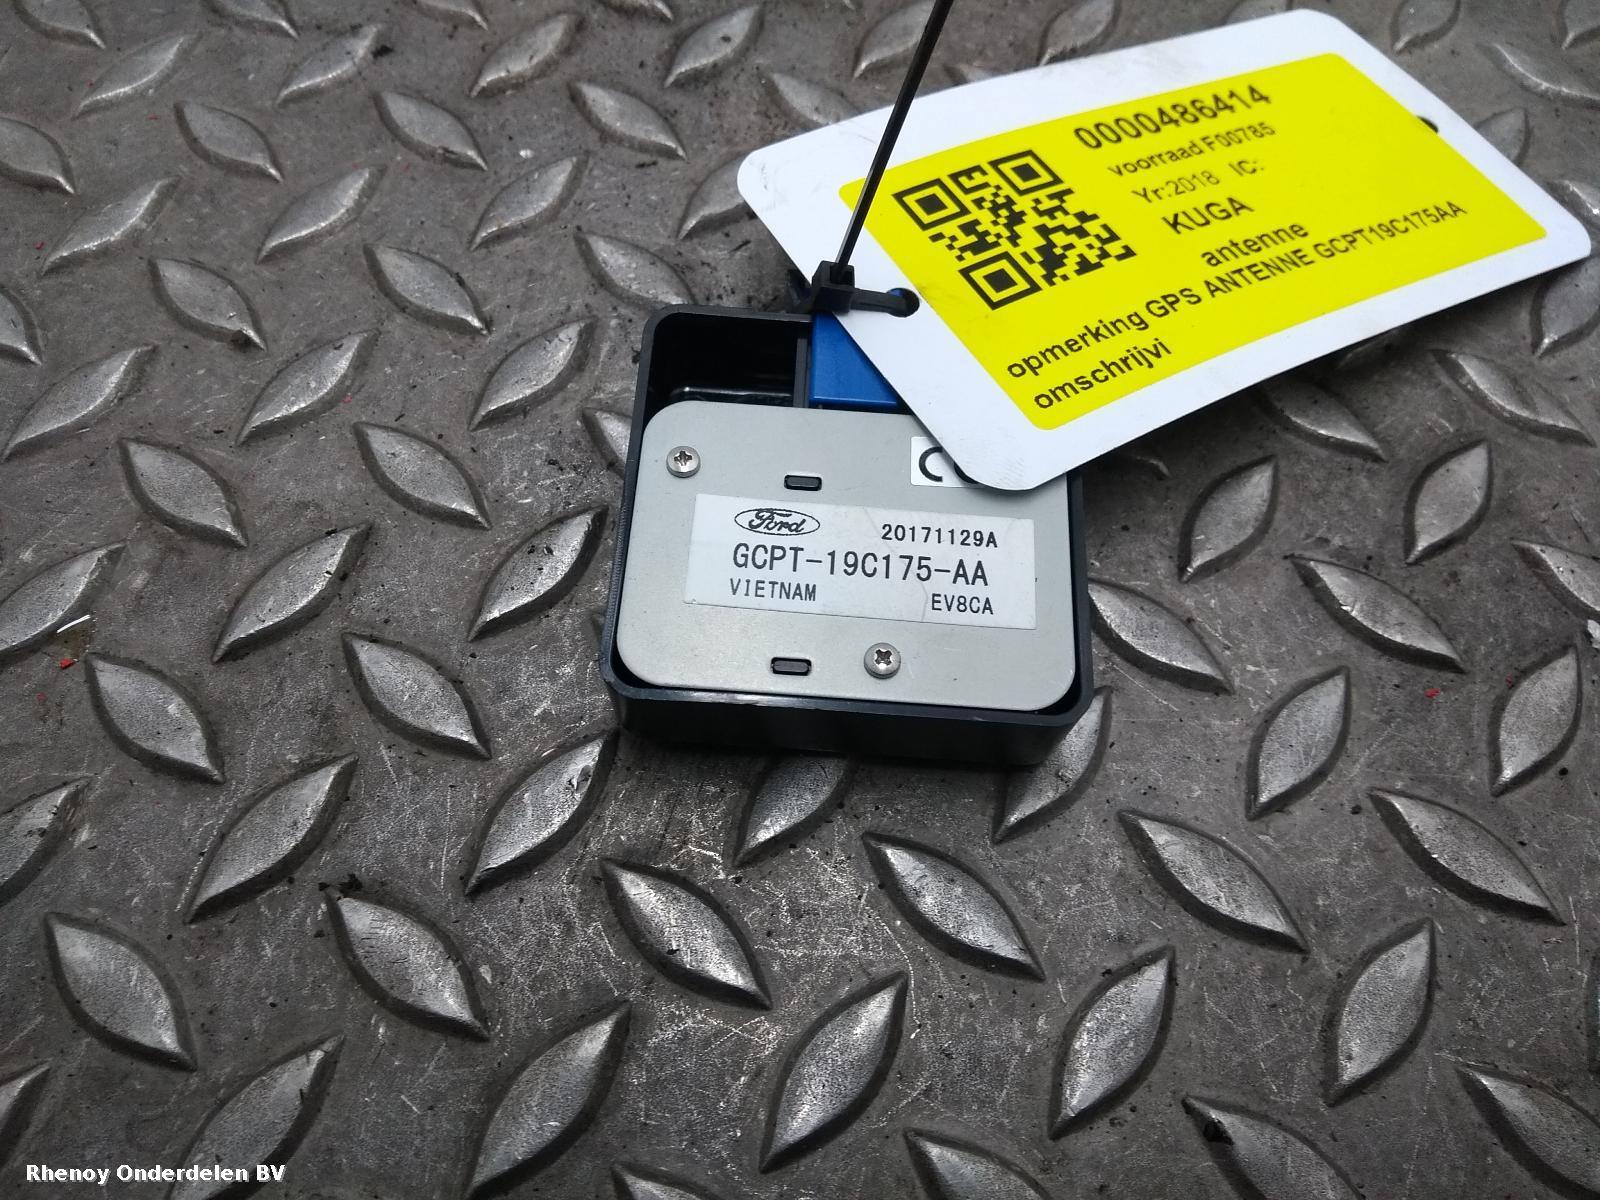 0000486414
voorraad F00785
Yr:2018 IC:
KUGA
antenne
opmerking GPS ANTENNE GCPT19C175AA
omschrijvi
Ford
20171129A
GCPT-19C175-AA
VIETNAM EV8CA
Rhenoy Onderdelen BV